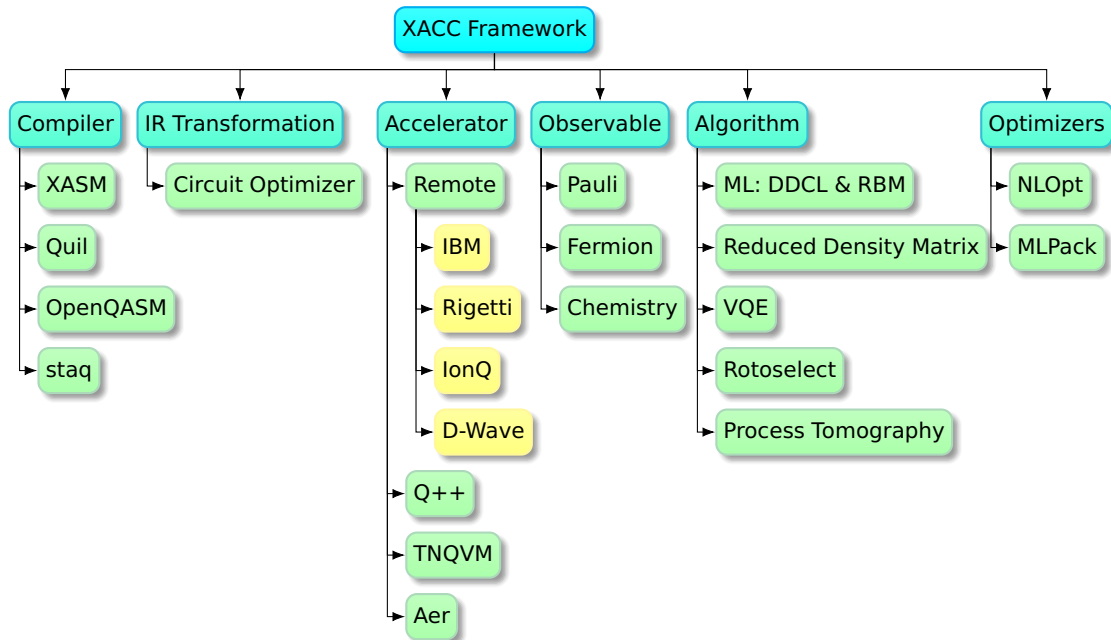 XACC Framework
Compiler
IR Transformation
Accelerator
Observable
Algorithm
Optimizers
XASM
Quil
OpenQASM
staq
Circuit Optimizer
Remote
IBM
Rigetti
IonQ
D-Wave
Q++
TNQVM
Aer
Pauli
Fermion
Chemistry
ML: DDCL & RBM
Reduced Density Matrix
VQE
Rotoselect
Process Tomography
NLOpt
MLPack